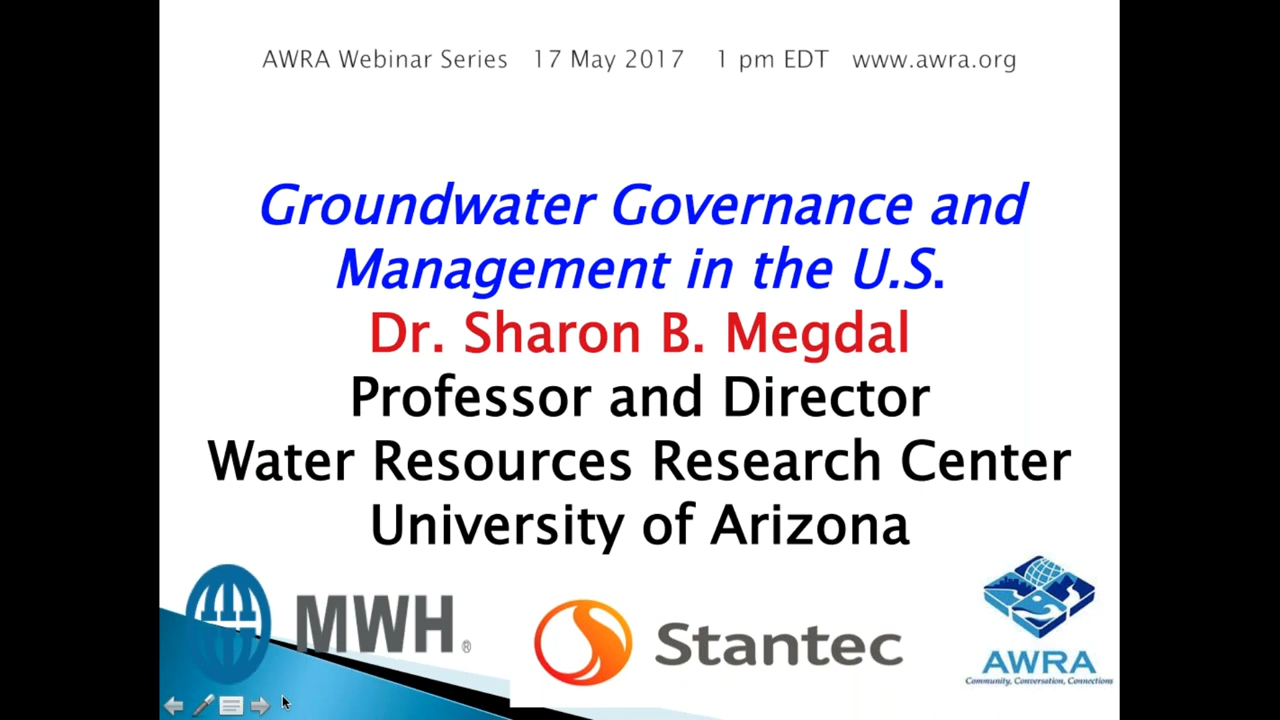 AWRA Webinar Series 17 May 2017 1 pm EDT www.awra.org
Groundwater Governance and
Management in the U.S.
Dr. Sharon B. Megdal
Professor and Director
Water Resources Research Center
University of Arizona
MWH®
Stantec
AWRA
Community, Conversation, Connections